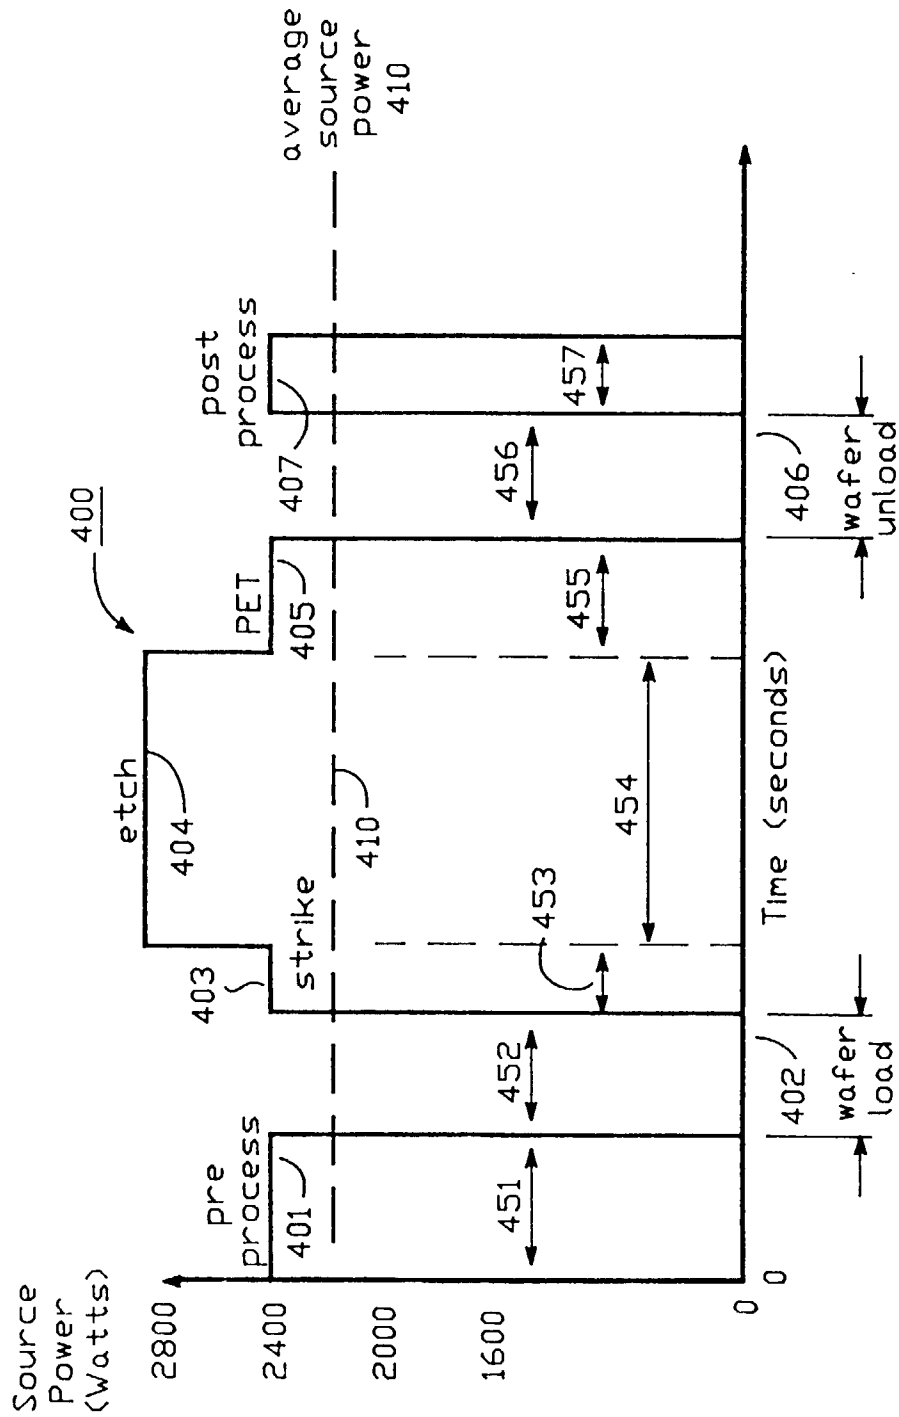 Source
Power
(Watts)
2800
2400
2000
1600
0
0
400
pre
process
401
etch
404
403
strike
PET
405
post
process
407
average
source
power
410
410
451
452
453
454
455
456
457
402
wafer
load
Time (seconds)
406
wafer
unload